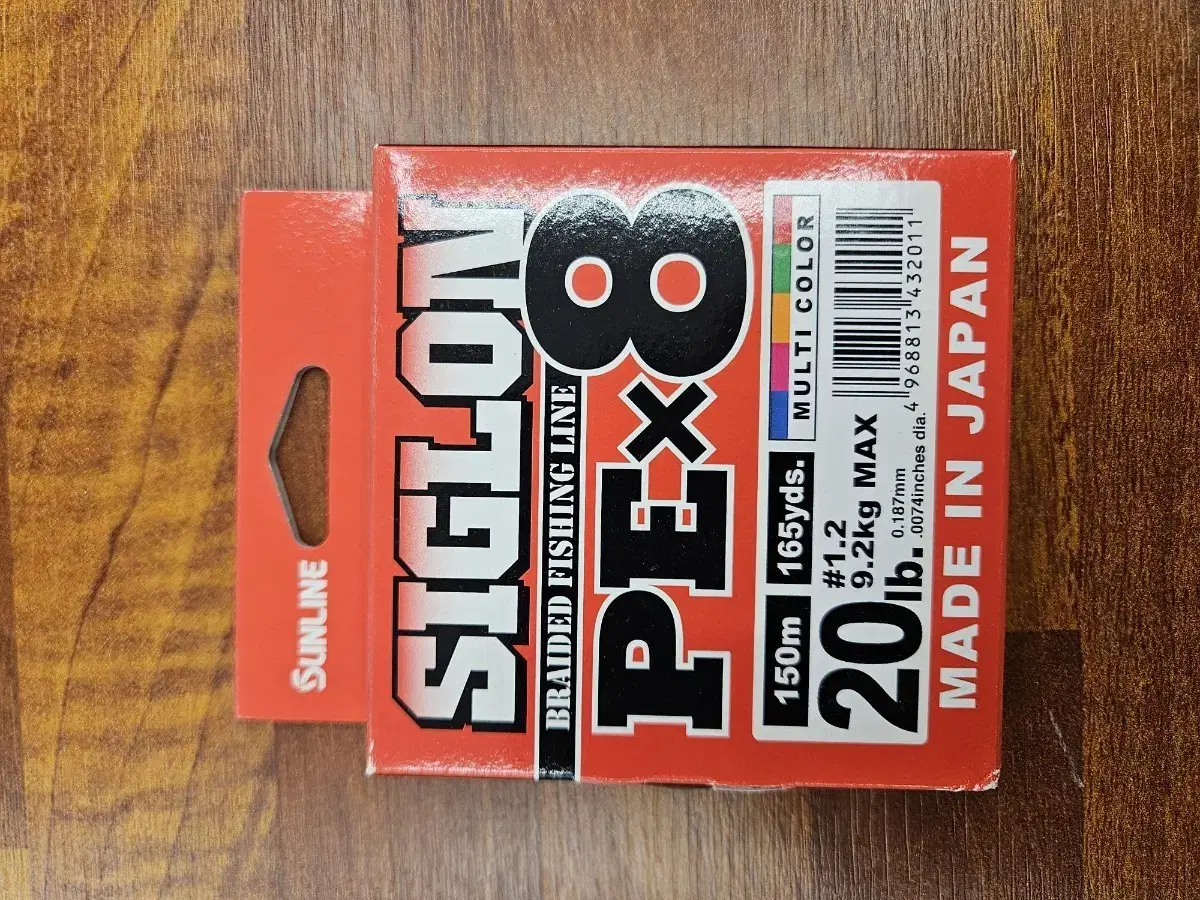 SUNLINE
SIGLON
BRAIDED FISHING LINE
PE×8
150m 165yds. MULTI COLOR
#1.2
9.2kg MAX
20lb. 0.187mm
.0074inches dia.
4 968813 432011
MADE IN JAPAN